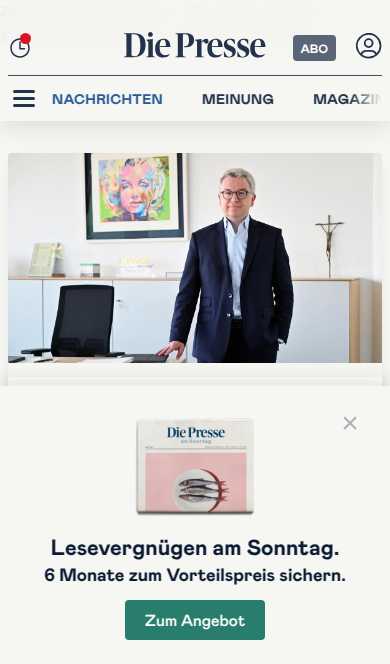 Die Presse
ABO
NACHRICHTEN MEINUNG MAGAZIN
Die Presse
am Sonntag
Lesevergnügen am Sonntag.
6 Monate zum Vorteilspreis sichern.
Zum Angebot